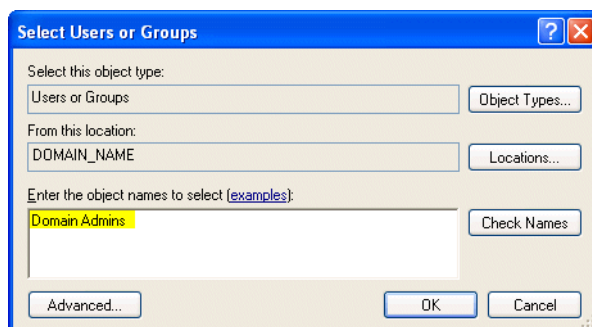 Select Users or Groups
Select this object type:
Users or Groups
Object Types...
From this location:
DOMAIN_NAME
Locations...
Enter the object names to select (examples):
Domain Admins
Check Names
Advanced...
OK
Cancel